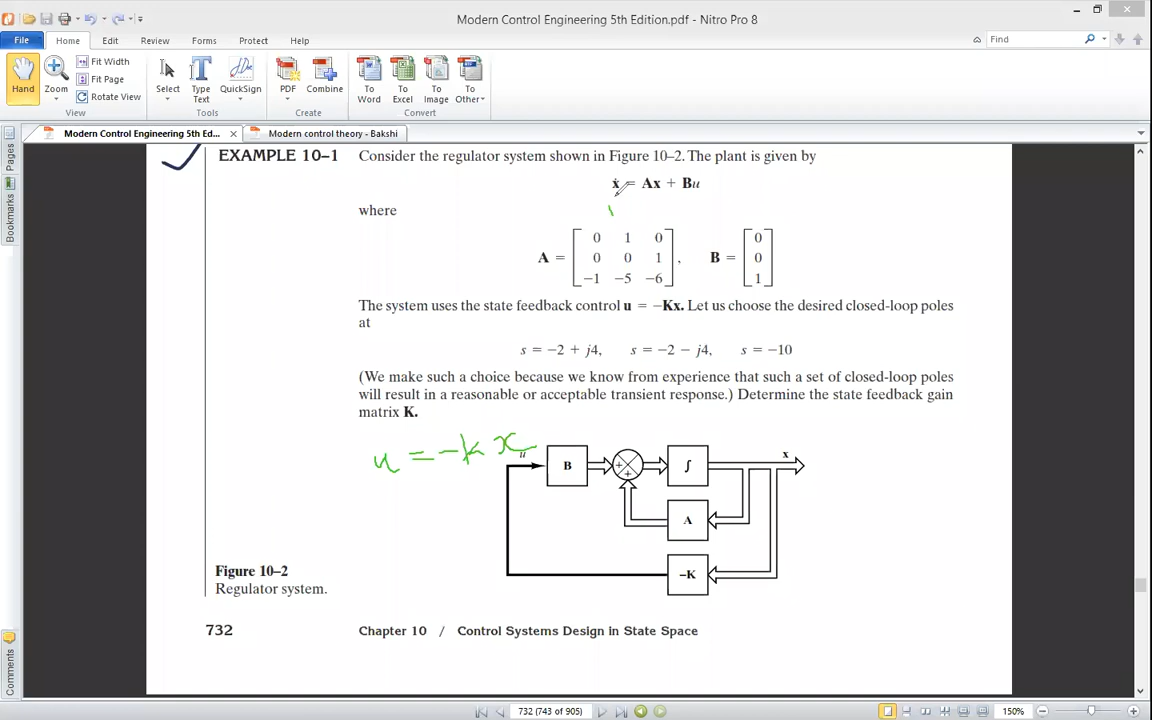 Modern Control Engineering 5th Edition.pdf - Nitro Pro 8
File Home Edit Review Forms Protect Help Find
Hand Zoom Fit Width Fit Page Rotate View Select Type Text QuickSign PDF Combine To Word To Excel To Image To Other
View Tools Create Convert
Modern Control Engineering 5th Ed... × Modern control theory - Bakshi
Pages
Bookmarks
Comments
EXAMPLE 10–1 Consider the regulator system shown in Figure 10–2. The plant is given by
ẋ = Ax + Bu
where
A = [ 0 1 0
0 0 1
−1 −5 −6 ], B = [ 0
0
1 ]
The system uses the state feedback control u = −Kx. Let us choose the desired closed-loop poles
at
s = −2 + j4, s = −2 − j4, s = −10
(We make such a choice because we know from experience that such a set of closed-loop poles
will result in a reasonable or acceptable transient response.) Determine the state feedback gain
matrix K.
u = -k x
u B + + ∫ x
A
−K
Figure 10–2
Regulator system.
732 Chapter 10 / Control Systems Design in State Space
732 (743 of 905) 150%